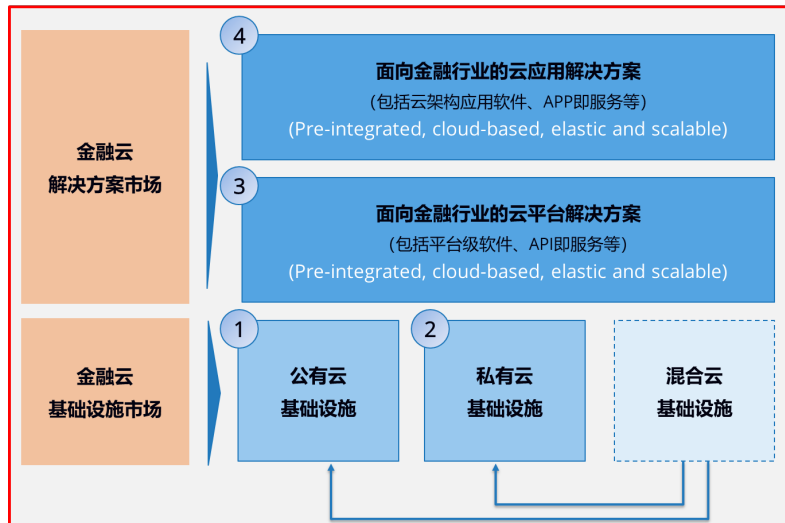 4
面向金融行业的云应用解决方案
(包括云架构应用软件、APP即服务等)
(Pre-integrated, cloud-based, elastic and scalable)
金融云
解决方案市场
3
面向金融行业的云平台解决方案
(包括平台级软件、API即服务等)
(Pre-integrated, cloud-based, elastic and scalable)
金融云
基础设施市场
1
公有云
基础设施
2
私有云
基础设施
混合云
基础设施